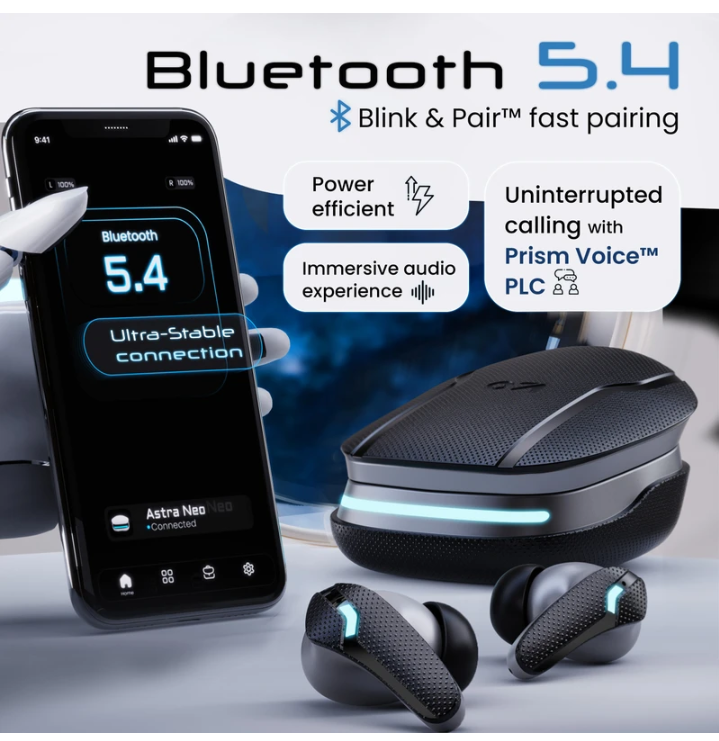 Bluetooth 5.4
Blink & Pair™ fast pairing
Power
efficient
Immersive audio
experience
Uninterrupted
calling with
Prism Voice™
PLC
9:41
L 100%
R 100%
Bluetooth
5.4
Ultra-Stable
connection
Astra Neo Neo
Connected
Home